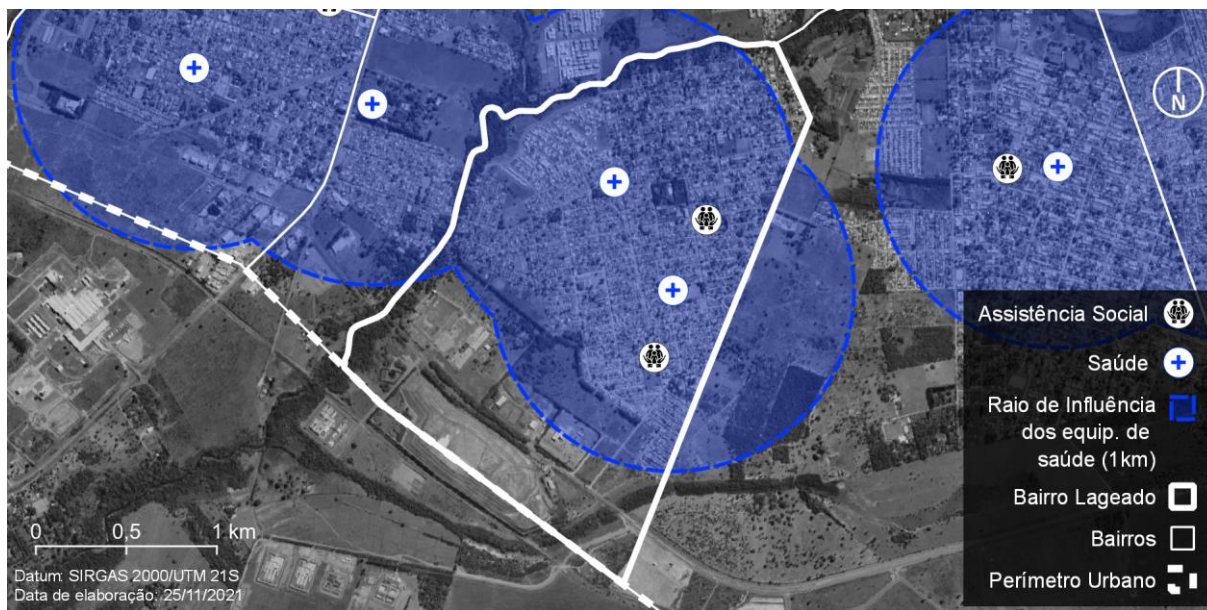 N
Assistência Social
Saúde
Raio de Influência
dos equip. de
saúde (1km)
Bairro Lageado
Bairros
Perímetro Urbano
0 0,5 1 km
Datum: SIRGAS 2000/UTM 21S
Data de elaboração: 25/11/2021